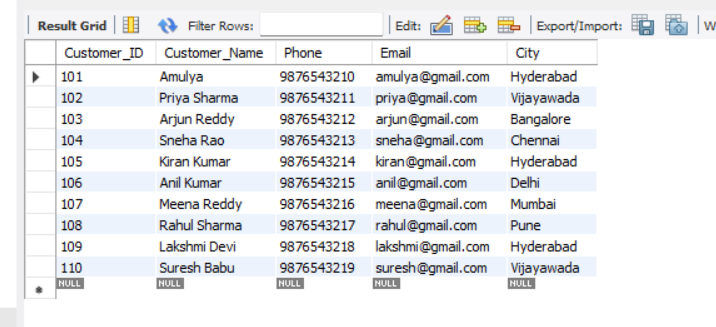 Result Grid Filter Rows: Edit: Export/Import: W
Customer_ID Customer_Name Phone Email City
101 Amulya 9876543210 amulya@gmail.com Hyderabad
102 Priya Sharma 9876543211 priya@gmail.com Vijayawada
103 Arjun Reddy 9876543212 arjun@gmail.com Bangalore
104 Sneha Rao 9876543213 sneha@gmail.com Chennai
105 Kiran Kumar 9876543214 kiran@gmail.com Hyderabad
106 Anil Kumar 9876543215 anil@gmail.com Delhi
107 Meena Reddy 9876543216 meena@gmail.com Mumbai
108 Rahul Sharma 9876543217 rahul@gmail.com Pune
109 Lakshmi Devi 9876543218 lakshmi@gmail.com Hyderabad
110 Suresh Babu 9876543219 suresh@gmail.com Vijayawada
NULL NULL NULL NULL NULL